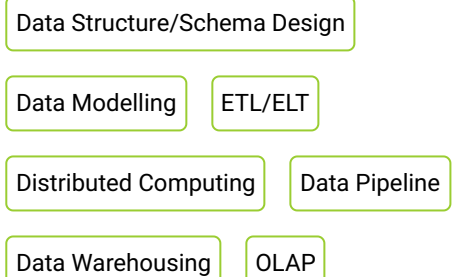 Data Structure/Schema Design
Data Modelling ETL/ELT
Distributed Computing Data Pipeline
Data Warehousing OLAP